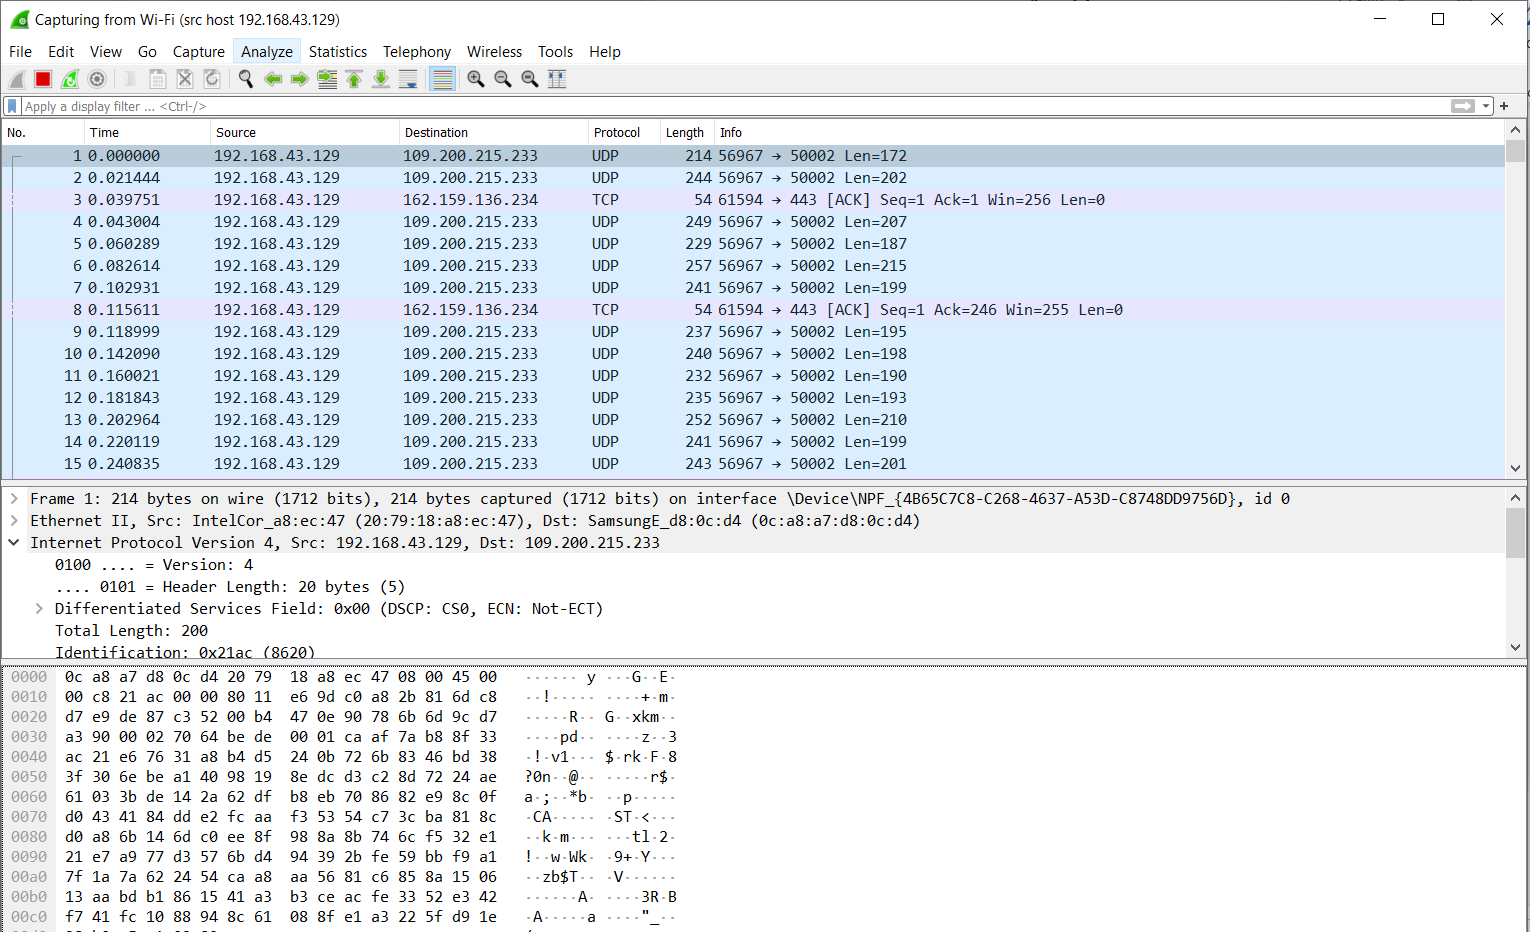 Capturing from Wi-Fi (src host 192.168.43.129)
File Edit View Go Capture Analyze Statistics Telephony Wireless Tools Help
Apply a display filter ... <Ctrl-/>
No. Time Source Destination Protocol Length Info
1 0.000000 192.168.43.129 109.200.215.233 UDP 214 56967 → 50002 Len=172
2 0.021444 192.168.43.129 109.200.215.233 UDP 244 56967 → 50002 Len=202
3 0.039751 192.168.43.129 162.159.136.234 TCP 54 61594 → 443 [ACK] Seq=1 Ack=1 Win=256 Len=0
4 0.043004 192.168.43.129 109.200.215.233 UDP 249 56967 → 50002 Len=207
5 0.060289 192.168.43.129 109.200.215.233 UDP 229 56967 → 50002 Len=187
6 0.082614 192.168.43.129 109.200.215.233 UDP 257 56967 → 50002 Len=215
7 0.102931 192.168.43.129 109.200.215.233 UDP 241 56967 → 50002 Len=199
8 0.115611 192.168.43.129 162.159.136.234 TCP 54 61594 → 443 [ACK] Seq=1 Ack=246 Win=255 Len=0
9 0.118999 192.168.43.129 109.200.215.233 UDP 237 56967 → 50002 Len=195
10 0.142090 192.168.43.129 109.200.215.233 UDP 240 56967 → 50002 Len=198
11 0.160021 192.168.43.129 109.200.215.233 UDP 232 56967 → 50002 Len=190
12 0.181843 192.168.43.129 109.200.215.233 UDP 235 56967 → 50002 Len=193
13 0.202964 192.168.43.129 109.200.215.233 UDP 252 56967 → 50002 Len=210
14 0.220119 192.168.43.129 109.200.215.233 UDP 241 56967 → 50002 Len=199
15 0.240835 192.168.43.129 109.200.215.233 UDP 243 56967 → 50002 Len=201
Frame 1: 214 bytes on wire (1712 bits), 214 bytes captured (1712 bits) on interface \Device\NPF_{4B65C7C8-C268-4637-A53D-C8748DD9756D}, id 0
Ethernet II, Src: IntelCor_a8:ec:47 (20:79:18:a8:ec:47), Dst: SamsungE_d8:0c:d4 (0c:a8:a7:d8:0c:d4)
Internet Protocol Version 4, Src: 192.168.43.129, Dst: 109.200.215.233
0100 .... = Version: 4
.... 0101 = Header Length: 20 bytes (5)
Differentiated Services Field: 0x00 (DSCP: CS0, ECN: Not-ECT)
Total Length: 200
Identification: 0x21ac (8620)
0000 0c a8 a7 d8 0c d4 20 79 18 a8 ec 47 08 00 45 00 ······ y ···G··E·
0010 00 c8 21 ac 00 00 80 11 e6 9d c0 a8 2b 81 6d c8 ··!····· ····+·m·
0020 d7 e9 de 87 c3 52 00 b4 47 0e 90 78 6b 6d 9c d7 ·····R·· G··xkm··
0030 a3 90 00 02 70 64 be de 00 01 ca af 7a b8 8f 33 ····pd·· ····z··3
0040 ac 21 e6 76 31 a8 b4 d5 24 0b 72 6b 83 46 bd 38 ·!·v1··· $·rk·F·8
0050 3f 30 6e be a1 40 98 19 8e dc d3 c2 8d 72 24 ae ?0n··@·· ·····r$·
0060 61 03 3b de 14 2a 62 df b8 eb 70 86 82 e9 8c 0f a·;··*b· ··p·····
0070 d0 43 41 84 dd e2 fc aa f3 53 54 c7 3c ba 81 8c ·CA····· ·ST·<···
0080 d0 a8 6b 14 6d c0 ee 8f 98 8a 8b 74 6c f5 32 e1 ··k·m··· ···tl·2·
0090 21 e7 a9 77 d3 57 6b d4 94 39 2b fe 59 bb f9 a1 !··w·Wk· ·9+·Y···
00a0 7f 1a 7a 62 24 54 ca a8 aa 56 81 c6 85 8a 15 06 ··zb$T·· ·V······
00b0 13 aa bd b1 86 15 41 a3 b3 ce ac fe 33 52 e3 42 ······A· ····3R·B
00c0 f7 41 fc 10 88 94 8c 61 08 8f e1 a3 22 5f d9 1e ·A·····a ····"_··